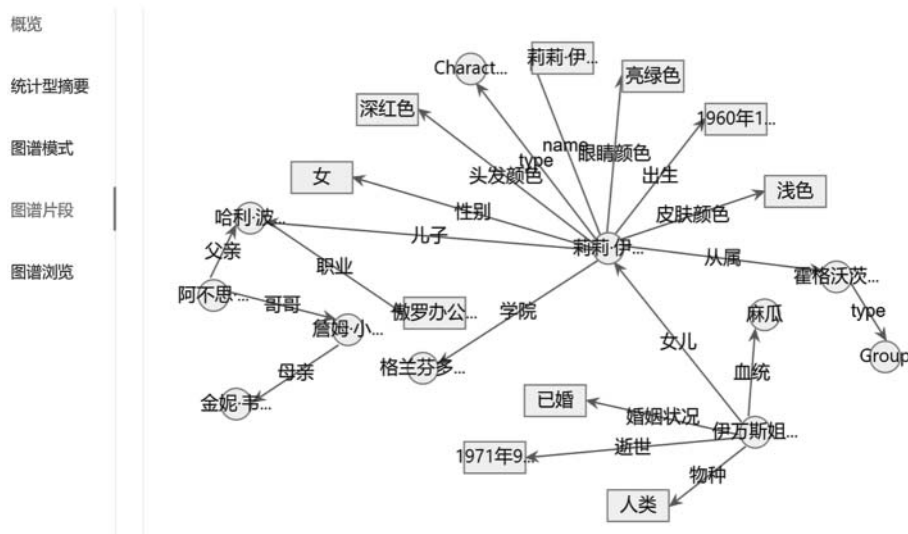 概览
统计型摘要
图谱模式
图谱片段
图谱浏览
Charact...
莉莉·伊...
亮绿色
深红色
1960年1...
name
type
眼睛颜色
头发颜色
出生
女
浅色
性别
皮肤颜色
哈利·波...
儿子
莉莉·伊...
从属
父亲
职业
霍格沃茨...
阿不思·...
哥哥
傲罗办公...
学院
麻瓜
type
詹姆·小...
女儿
Group
格兰芬多...
母亲
血统
金妮·韦...
已婚
婚姻状况
伊万斯姐...
逝世
1971年9...
物种
人类